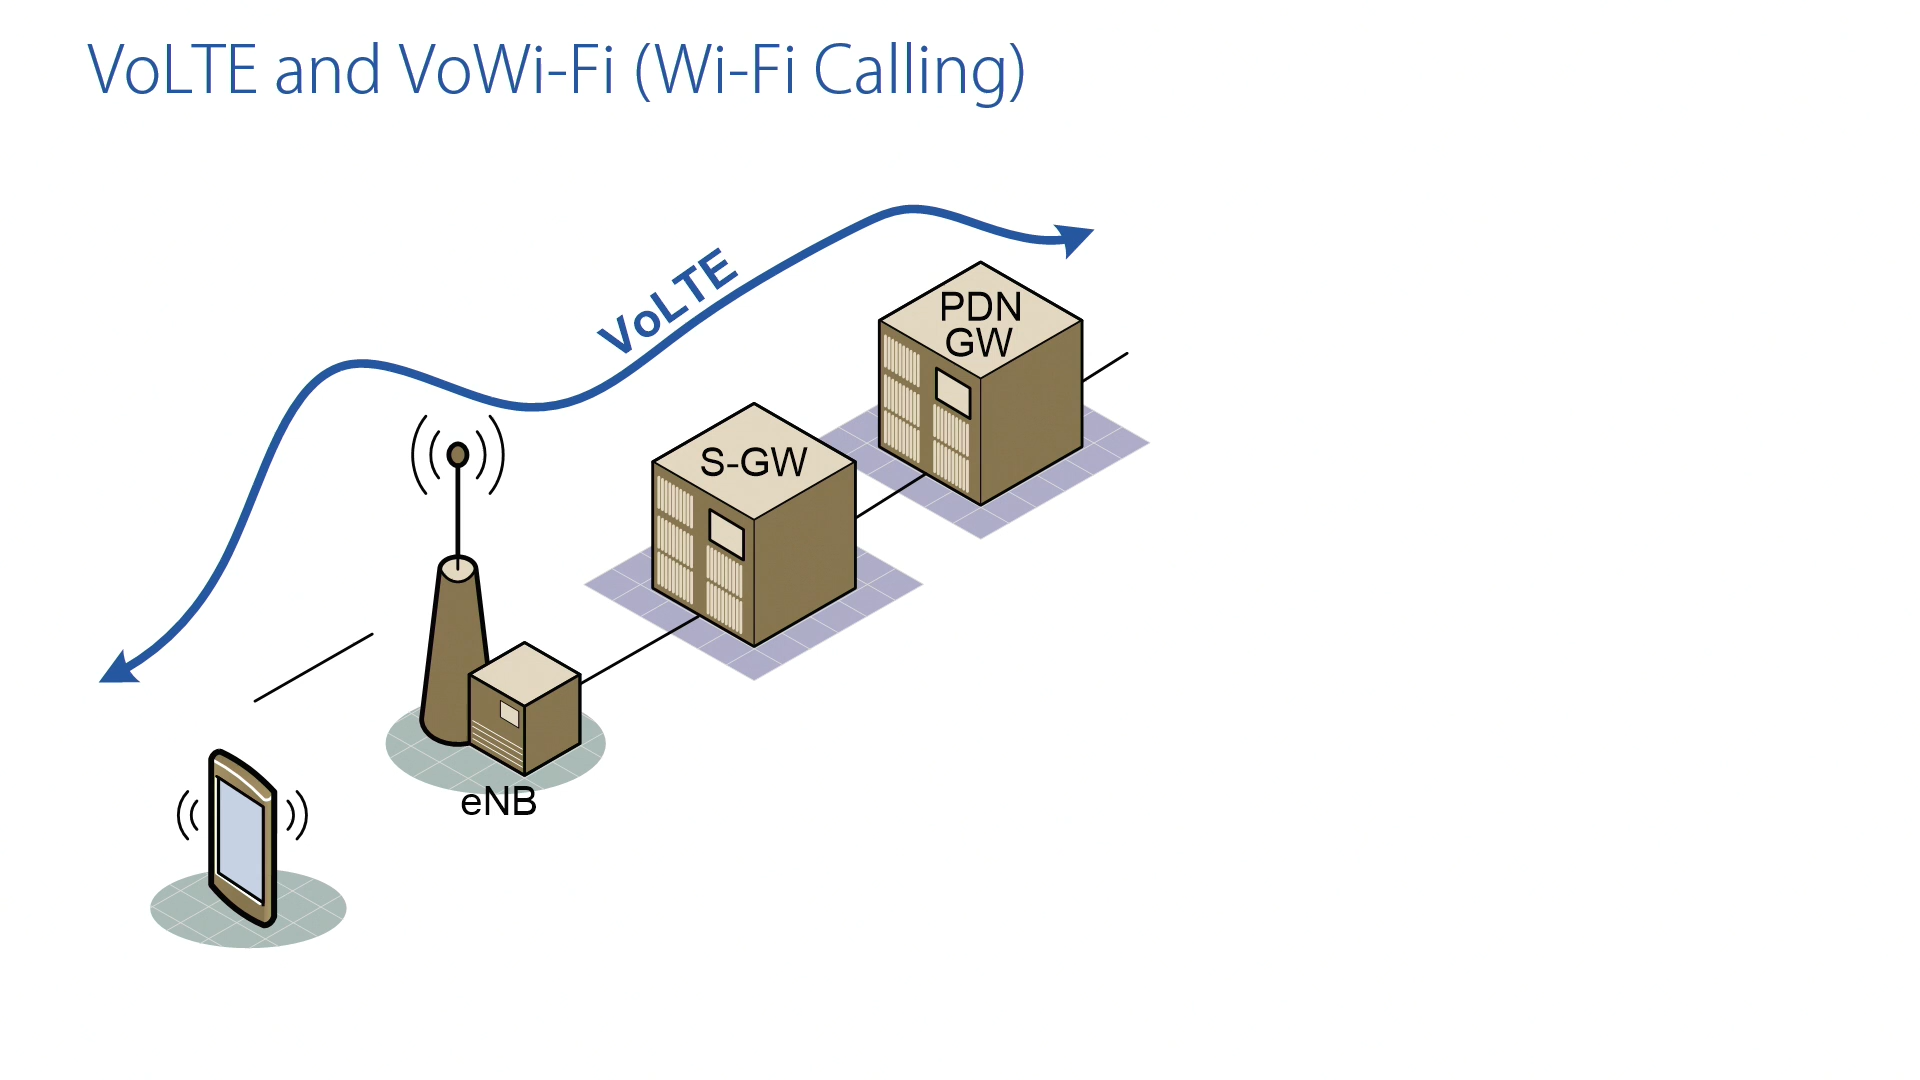 VoLTE and VoWi-Fi (Wi-Fi Calling)
VoLTE
PDN
GW
S-GW
eNB